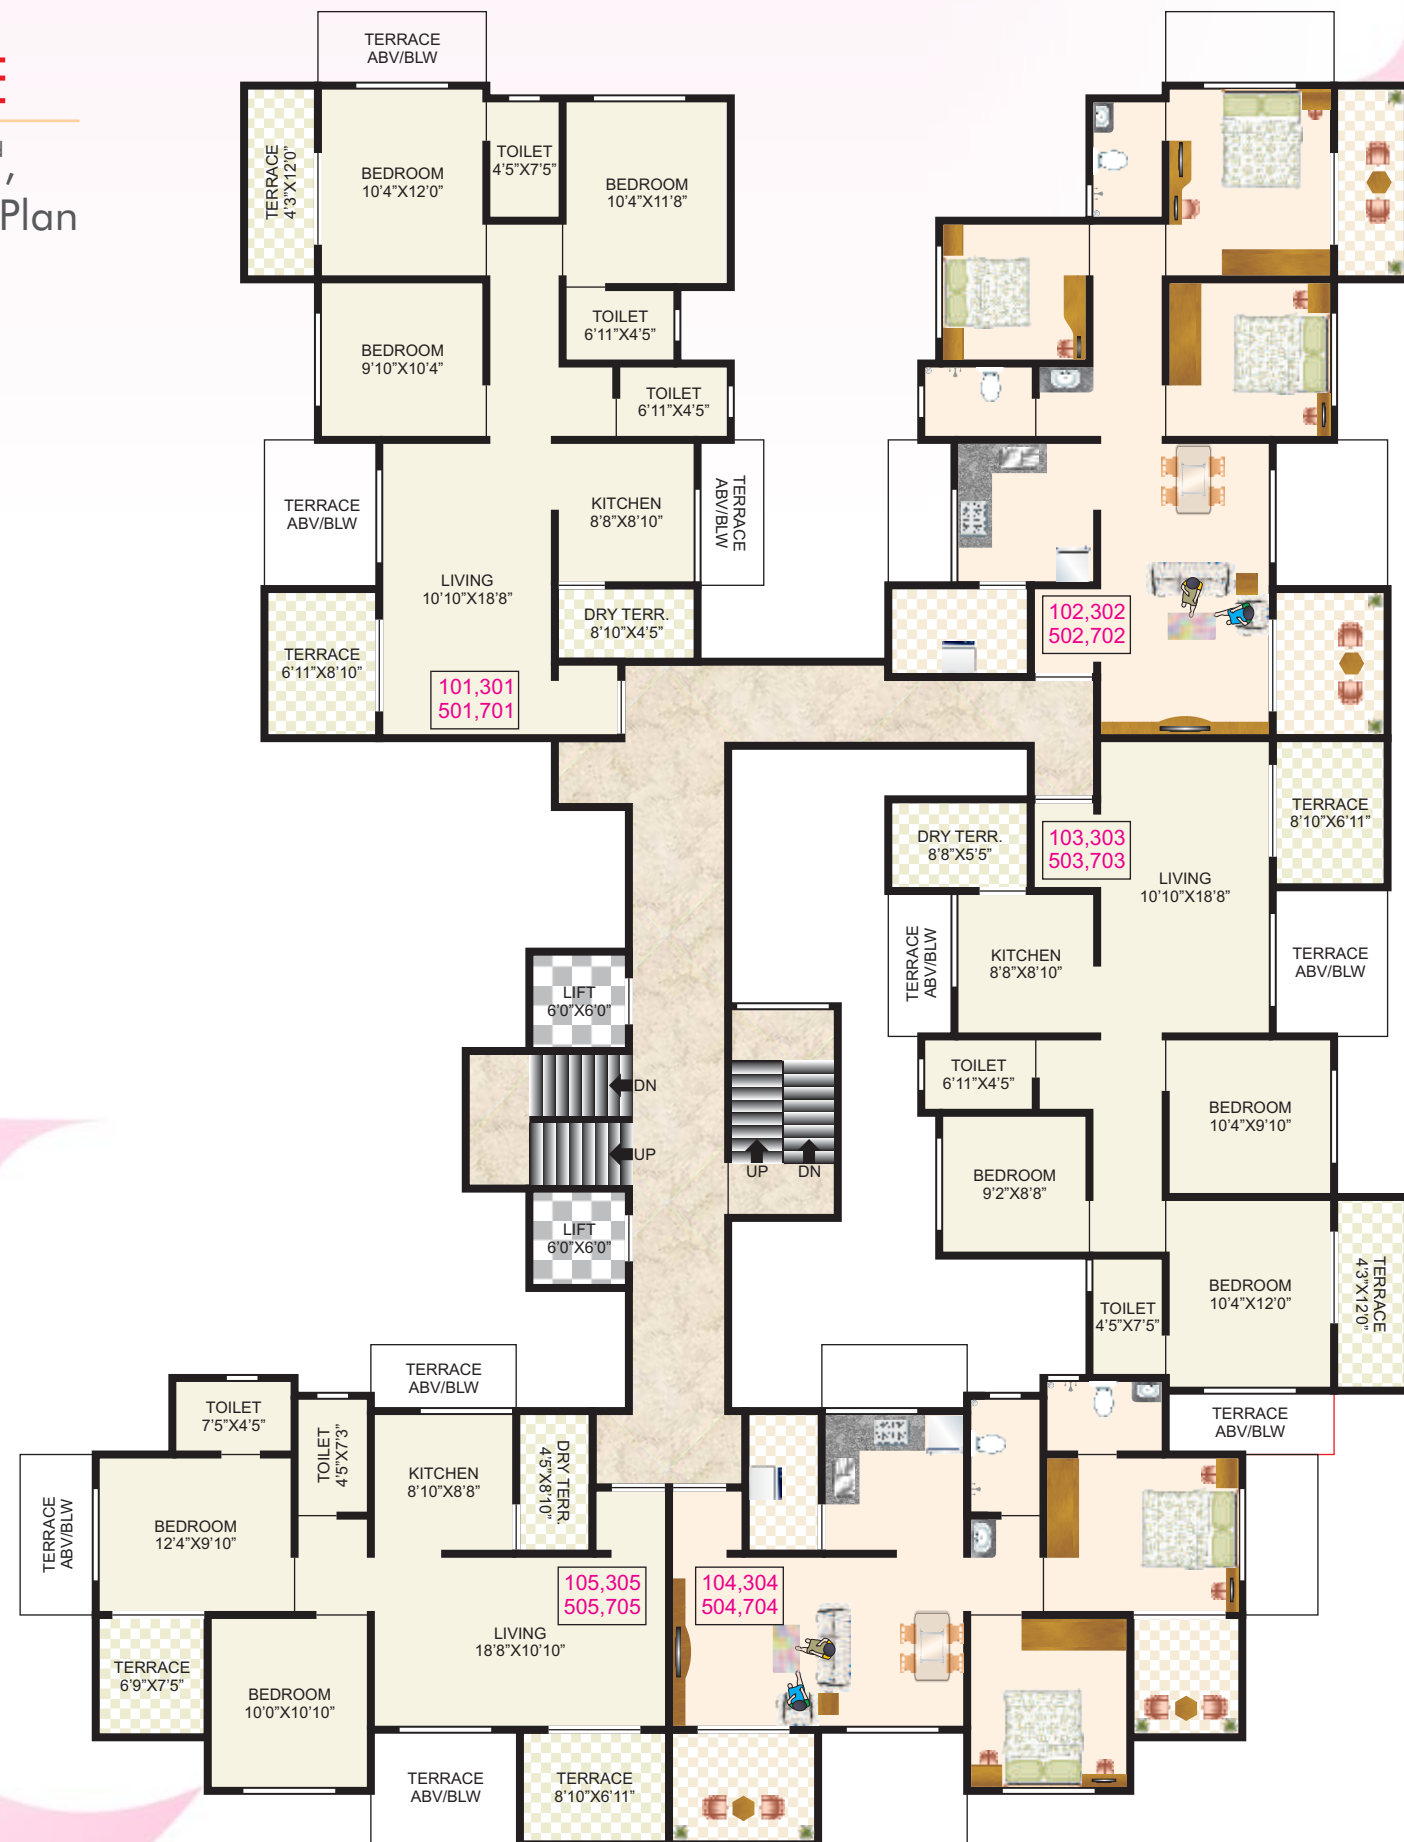 E
,
Plan
TERRACE
ABV/BLW
TERRACE
4'3"X12'0"
BEDROOM
10'4"X12'0"
TOILET
4'5"X7'5"
BEDROOM
10'4"X11'8"
TOILET
6'11"X4'5"
BEDROOM
9'10"X10'4"
TOILET
6'11"X4'5"
TERRACE
ABV/BLW
KITCHEN
8'8"X8'10"
TERRACE
ABV/BLW
LIVING
10'10"X18'8"
DRY TERR.
8'10"X4'5"
TERRACE
6'11"X8'10"
101,301
501,701
102,302
502,702
103,303
503,703
DRY TERR.
8'8"X5'5"
TERRACE
8'10"X6'11"
LIVING
10'10"X18'8"
TERRACE
ABV/BLW
KITCHEN
8'8"X8'10"
TERRACE
ABV/BLW
LIFT
6'0"X6'0"
DN
UP
UP
DN
LIFT
6'0"X6'0"
TOILET
6'11"X4'5"
BEDROOM
10'4"X9'10"
BEDROOM
9'2"X8'8"
BEDROOM
10'4"X12'0"
TERRACE
4'3"X12'0"
TOILET
4'5"X7'5"
TERRACE
ABV/BLW
TERRACE
ABV/BLW
TOILET
7'5"X4'5"
TOILET
4'5"X7'3"
KITCHEN
8'10"X8'8"
DRY TERR.
4'5"X8'10"
TERRACE
ABV/BLW
BEDROOM
12'4"X9'10"
105,305
505,705
104,304
504,704
LIVING
18'8"X10'10"
TERRACE
6'9"X7'5"
BEDROOM
10'0"X10'10"
TERRACE
ABV/BLW
TERRACE
8'10"X6'11"